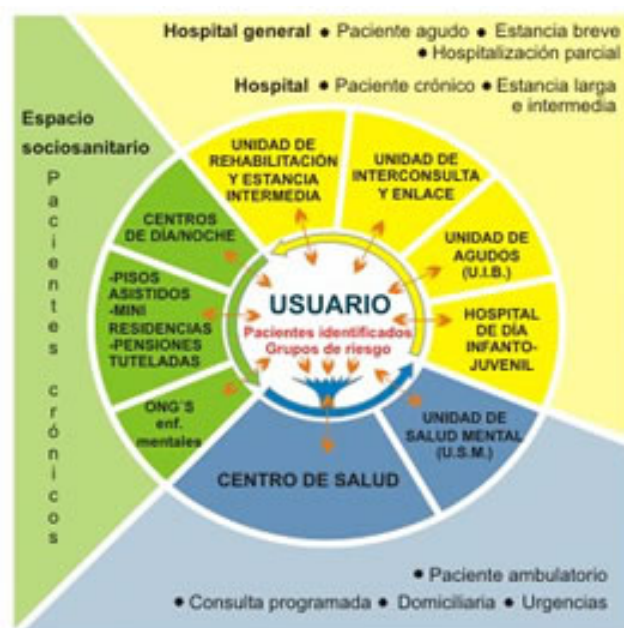 Hospital general ● Paciente agudo ● Estancia breve
● Hospitalización parcial
Hospital ● Paciente crónico ● Estancia larga
e intermedia
Espacio
sociosanitario
Pacientes crónicos
UNIDAD DE
REHABILITACIÓN
Y ESTANCIA
INTERMEDIA
UNIDAD DE
INTERCONSULTA
Y ENLACE
UNIDAD DE
AGUDOS
(U.I.B.)
HOSPITAL
DE DÍA
INFANTO-
JUVENIL
UNIDAD DE
SALUD MENTAL
(U.S.M.)
CENTRO DE SALUD
ONG´S
enf.
mentales
-PISOS
ASISTIDOS
-MINI
RESIDENCIAS
-PENSIONES
TUTELADAS
CENTROS
DE DÍA/NOCHE
USUARIO
Pacientes identificados
Grupos de riesgo
● Paciente ambulatorio
● Consulta programada ● Domiciliaria ● Urgencias